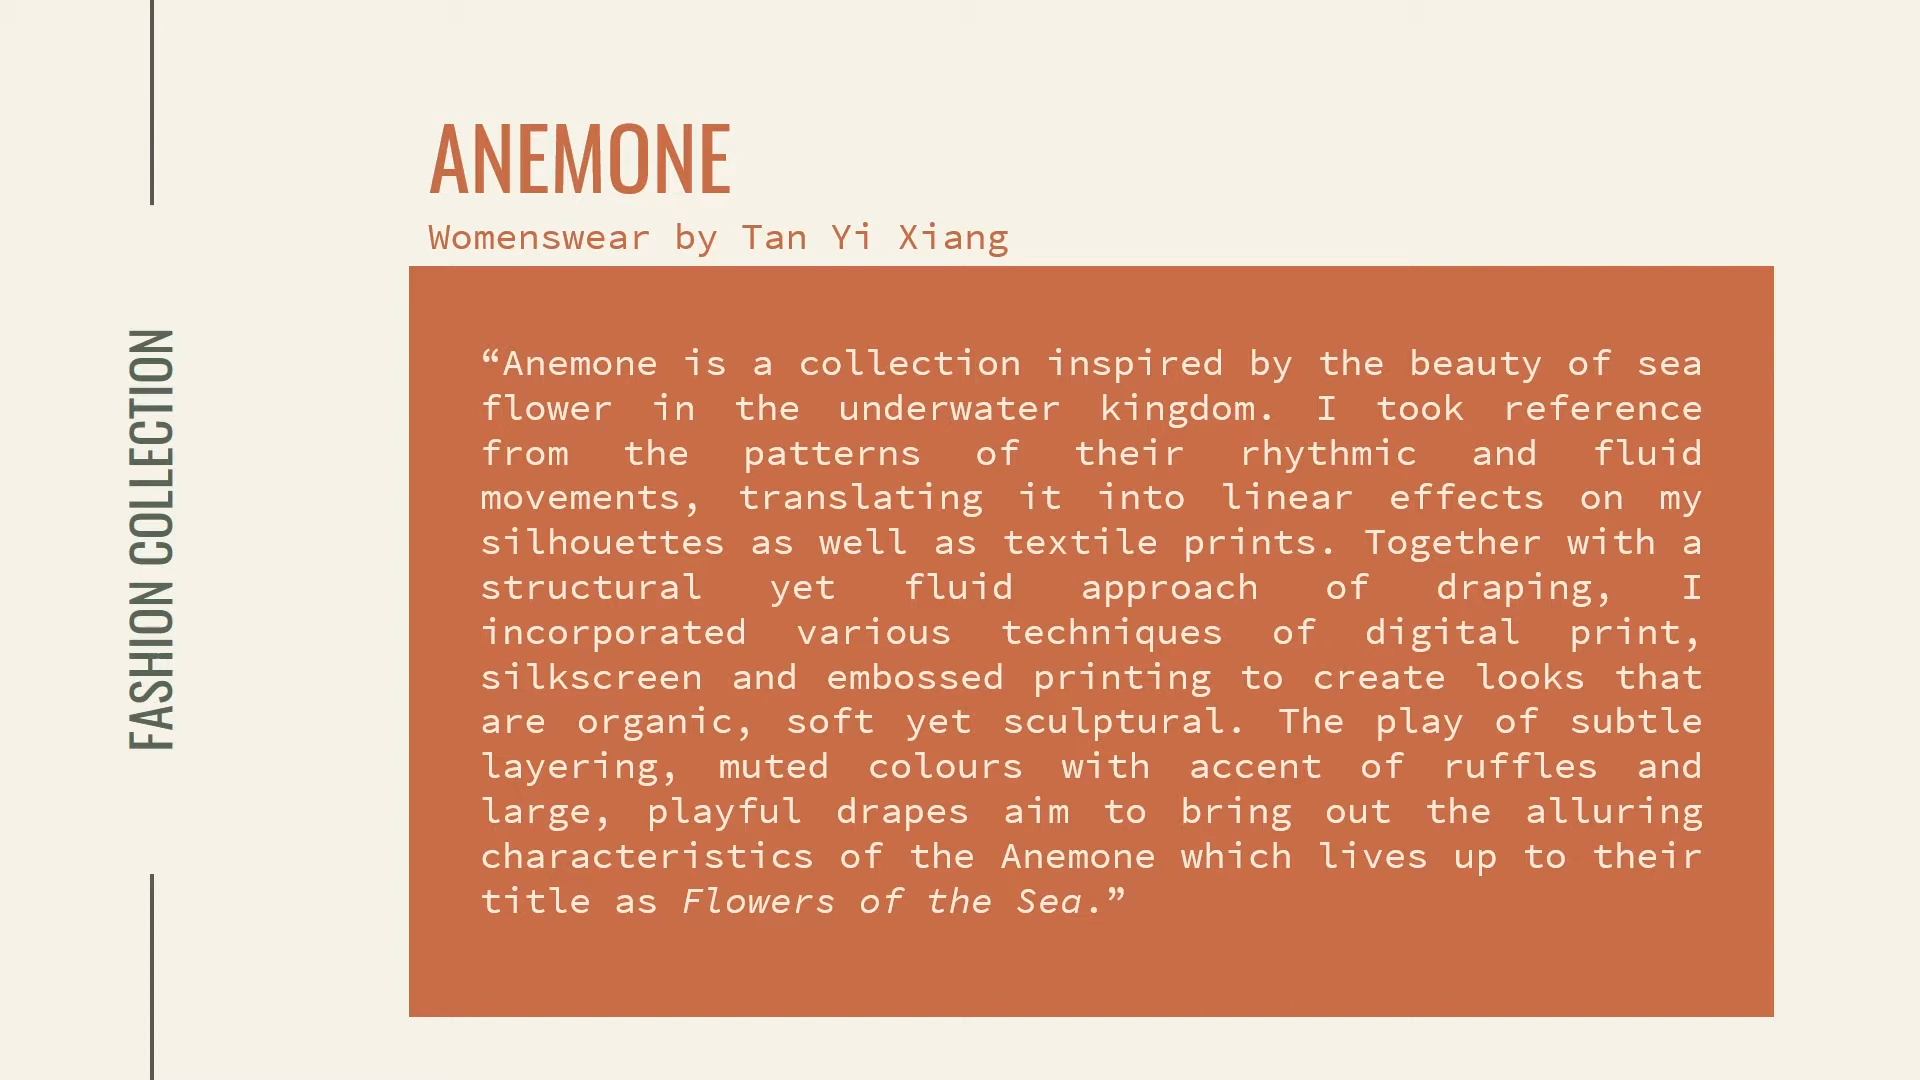 FASHION COLLECTION
ANEMONE
Womenswear by Tan Yi Xiang
“Anemone is a collection inspired by the beauty of sea
flower in the underwater kingdom. I took reference
from the patterns of their rhythmic and fluid
movements, translating it into linear effects on my
silhouettes as well as textile prints. Together with a
structural yet fluid approach of draping, I
incorporated various techniques of digital print,
silkscreen and embossed printing to create looks that
are organic, soft yet sculptural. The play of subtle
layering, muted colours with accent of ruffles and
large, playful drapes aim to bring out the alluring
characteristics of the Anemone which lives up to their
title as Flowers of the Sea.”